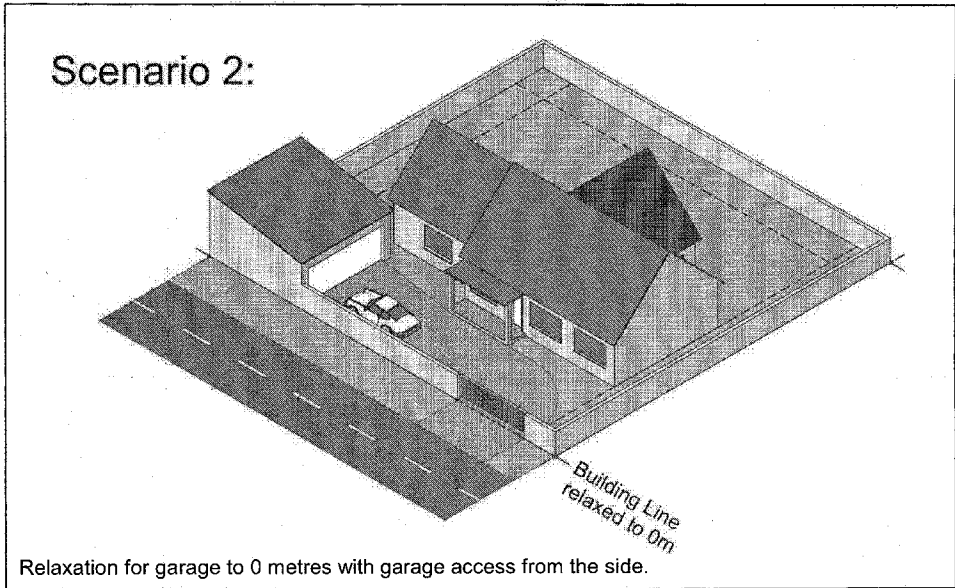 Scenario 2:
Building Line
relaxed to 0m
Relaxation for garage to 0 metres with garage access from the side.